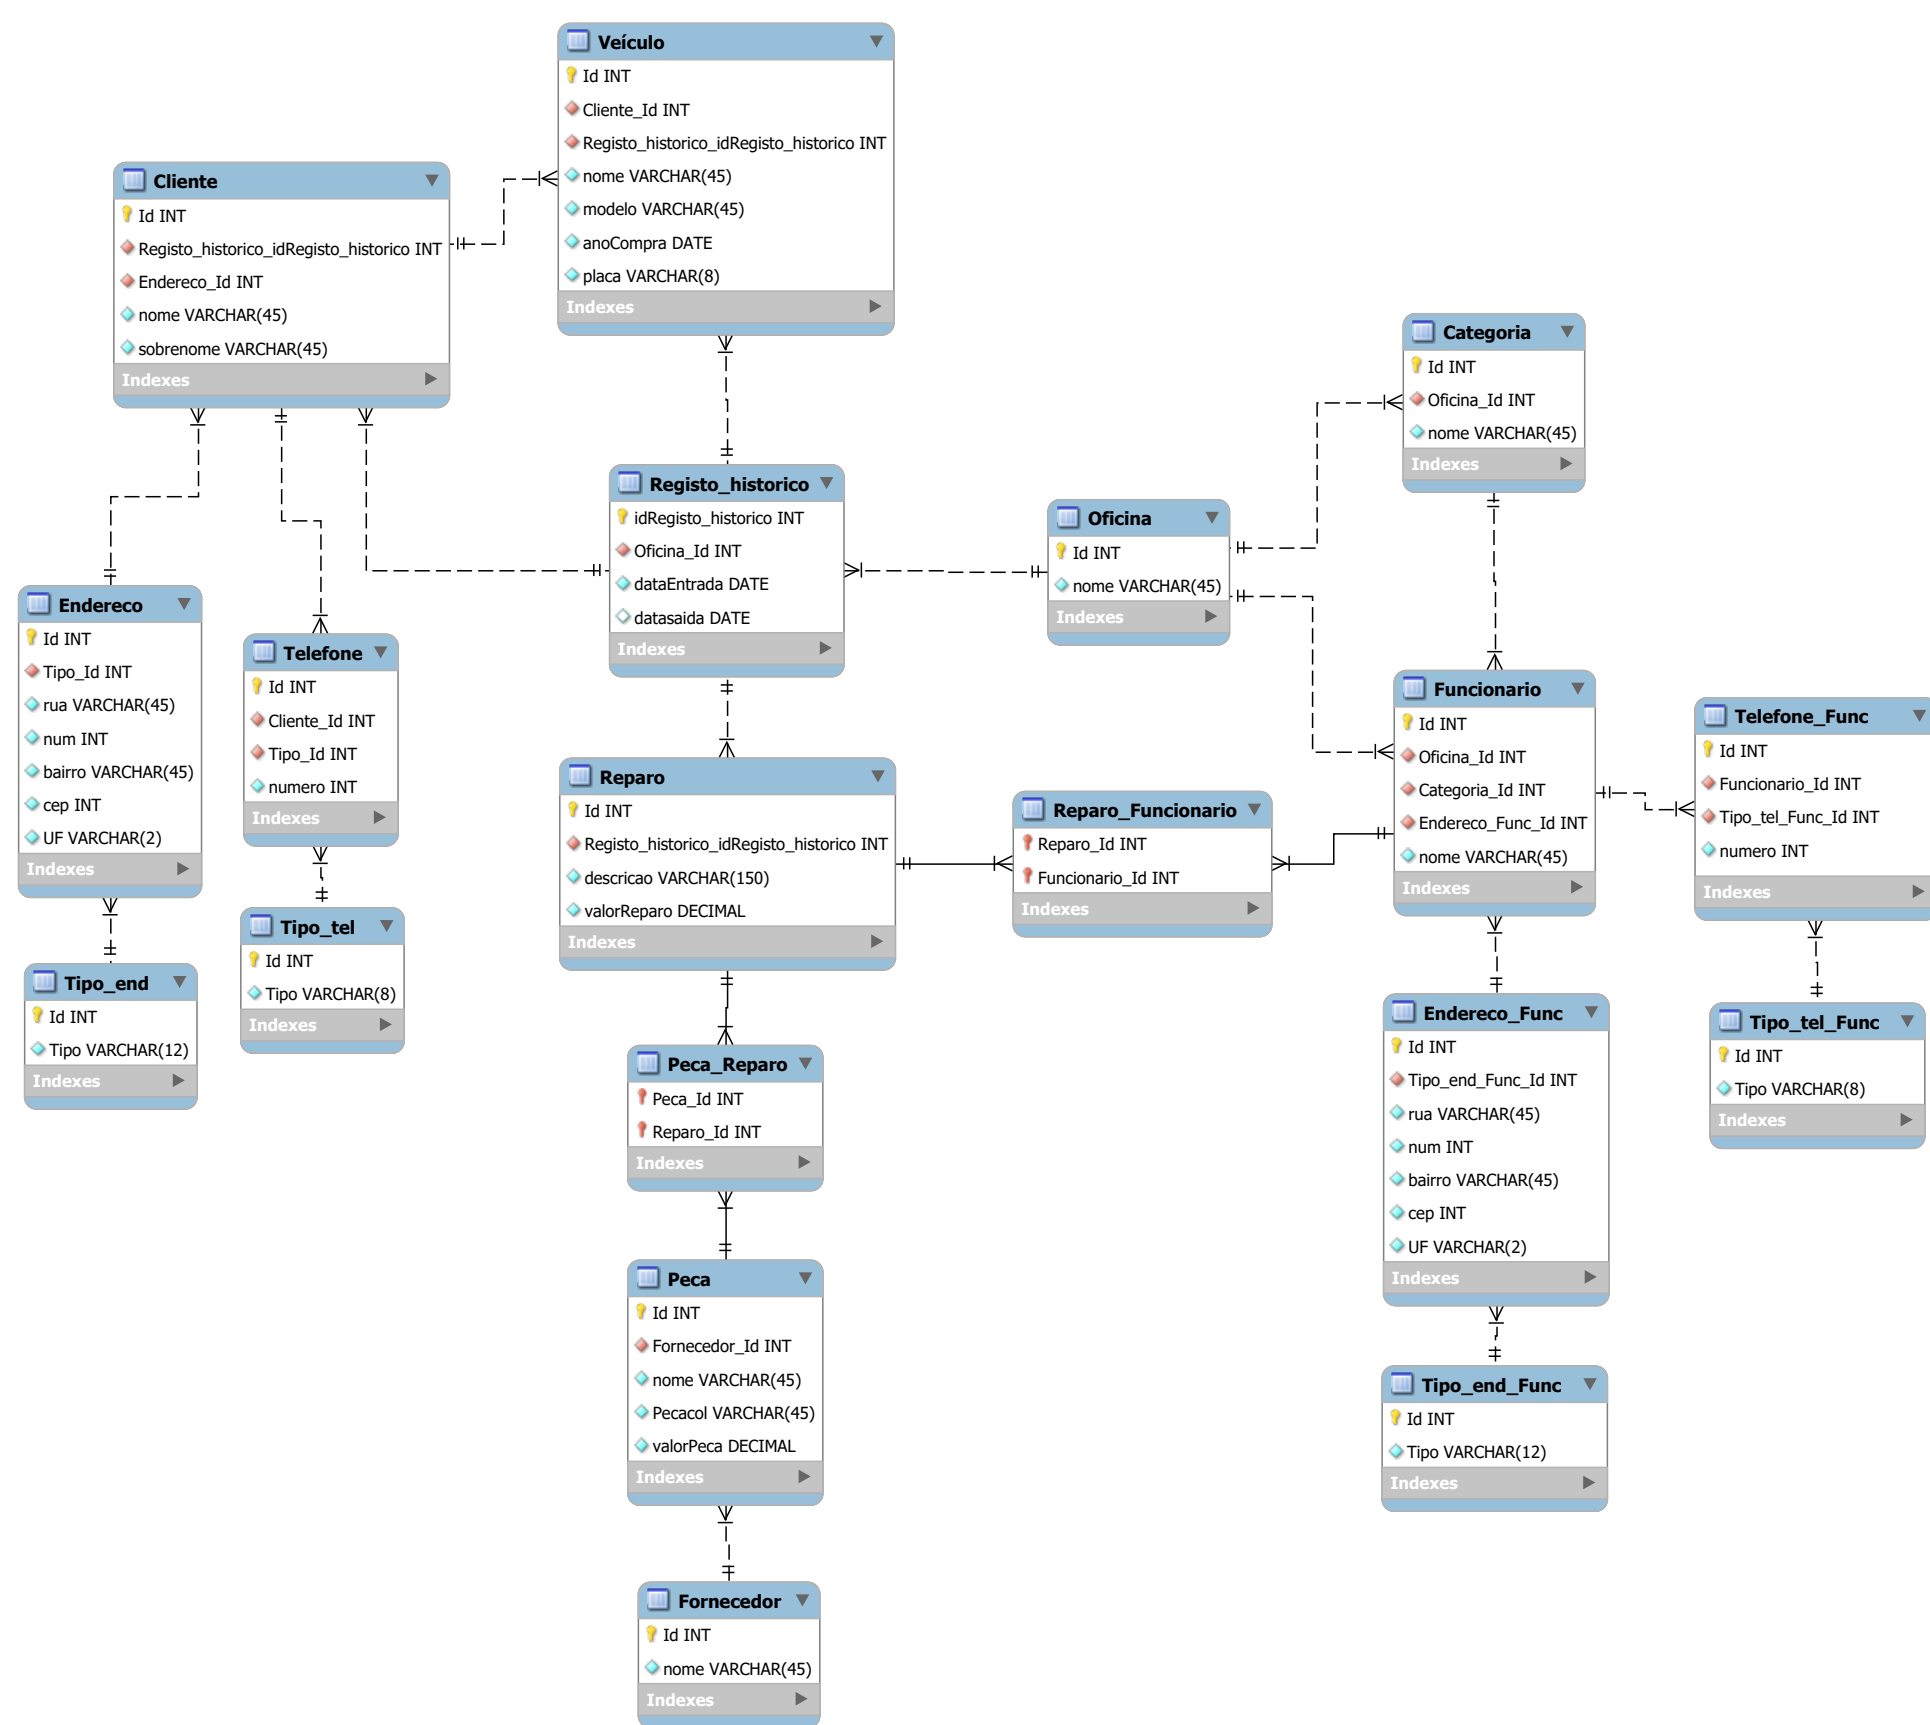 Veículo
Id INT
Cliente_Id INT
Registo_historico_idRegisto_historico INT
nome VARCHAR(45)
modelo VARCHAR(45)
anoCompra DATE
placa VARCHAR(8)
Indexes
Cliente
Id INT
Registo_historico_idRegisto_historico INT
Endereco_Id INT
nome VARCHAR(45)
sobrenome VARCHAR(45)
Indexes
Categoria
Id INT
Oficina_Id INT
nome VARCHAR(45)
Indexes
Registo_historico
idRegisto_historico INT
Oficina_Id INT
dataEntrada DATE
datasaida DATE
Indexes
Oficina
Id INT
nome VARCHAR(45)
Indexes
Endereco
Id INT
Tipo_Id INT
rua VARCHAR(45)
num INT
bairro VARCHAR(45)
cep INT
UF VARCHAR(2)
Indexes
Telefone
Id INT
Cliente_Id INT
Tipo_Id INT
numero INT
Indexes
Funcionario
Id INT
Oficina_Id INT
Categoria_Id INT
Endereco_Func_Id INT
nome VARCHAR(45)
Indexes
Telefone_Func
Id INT
Funcionario_Id INT
Tipo_tel_Func_Id INT
numero INT
Indexes
Reparo
Id INT
Registo_historico_idRegisto_historico INT
descricao VARCHAR(150)
valorReparo DECIMAL
Indexes
Reparo_Funcionario
Reparo_Id INT
Funcionario_Id INT
Indexes
Tipo_end
Id INT
Tipo VARCHAR(12)
Indexes
Tipo_tel
Id INT
Tipo VARCHAR(8)
Indexes
Peca_Reparo
Peca_Id INT
Reparo_Id INT
Indexes
Endereco_Func
Id INT
Tipo_end_Func_Id INT
rua VARCHAR(45)
num INT
bairro VARCHAR(45)
cep INT
UF VARCHAR(2)
Indexes
Tipo_tel_Func
Id INT
Tipo VARCHAR(8)
Indexes
Peca
Id INT
Fornecedor_Id INT
nome VARCHAR(45)
Pecacol VARCHAR(45)
valorPeca DECIMAL
Indexes
Tipo_end_Func
Id INT
Tipo VARCHAR(12)
Indexes
Fornecedor
Id INT
nome VARCHAR(45)
Indexes